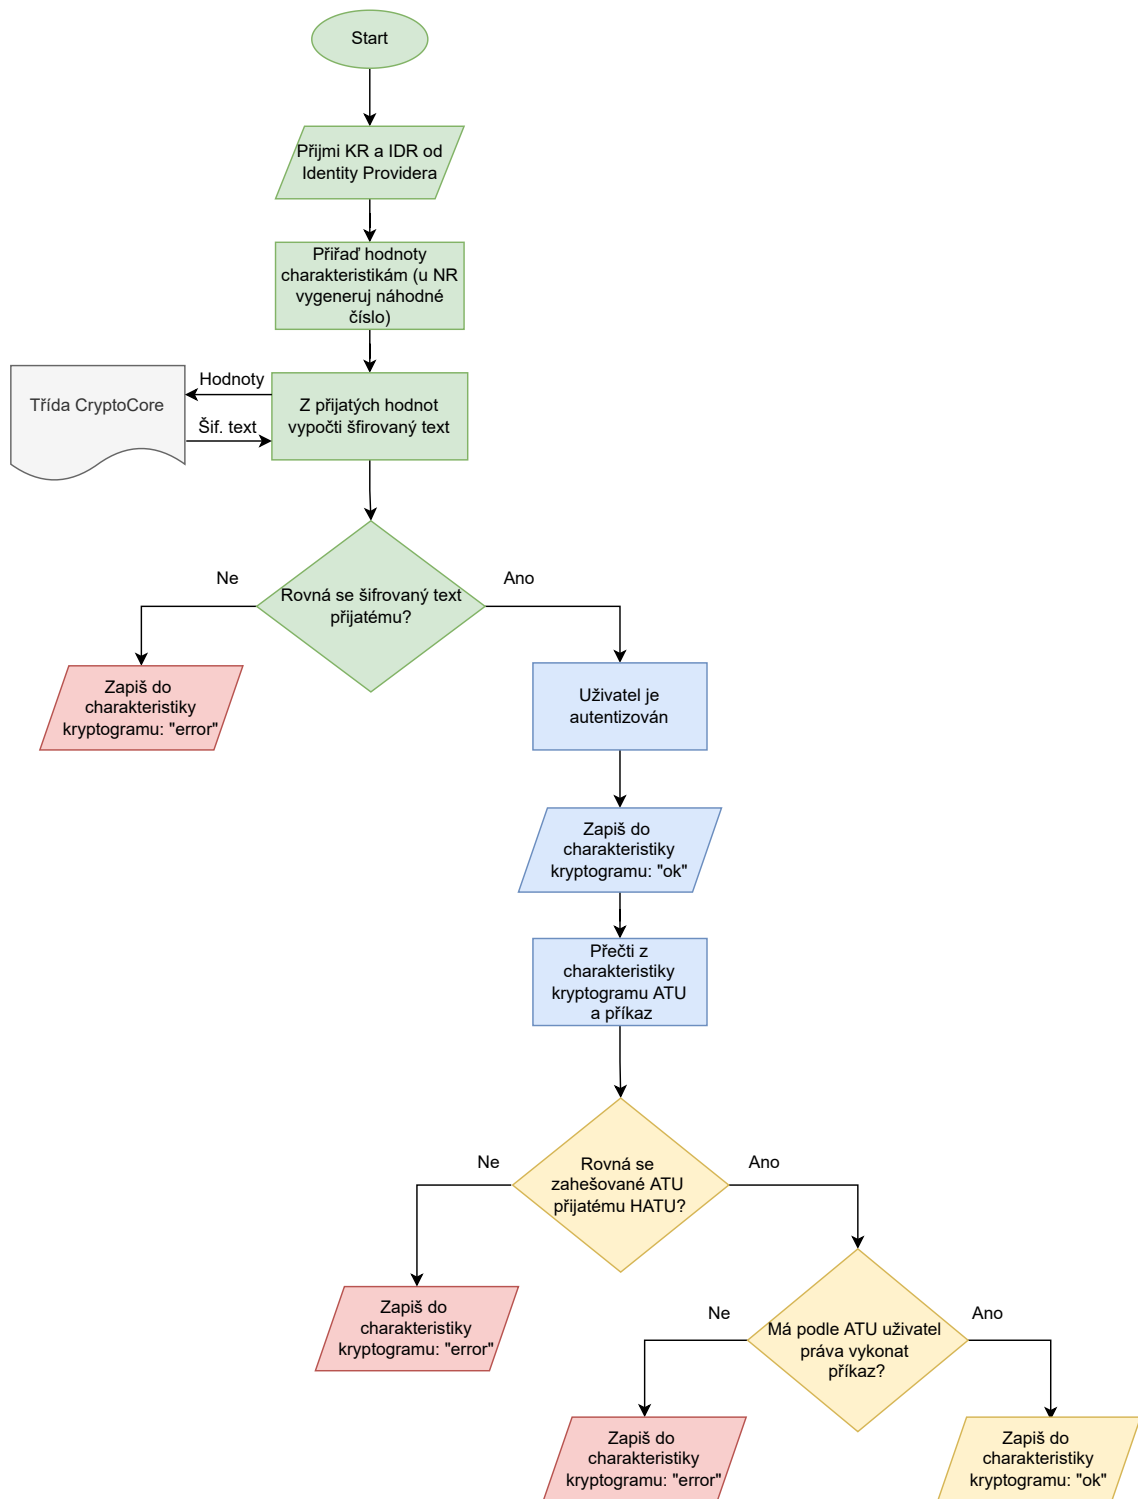 Start
Přijmi KR a IDR od
Identity Providera
Přiřaď hodnoty
charakteristikám (u NR
vygeneruj náhodné
číslo)
Hodnoty
Třída CryptoCore
Šif. text
Z přijatých hodnot
vypočti šfirovaný text
Ne
Ano
Rovná se šifrovaný text
přijatému?
Zapiš do
charakteristiky
kryptogramu: "error"
Uživatel je
autentizován
Zapiš do
charakteristiky
kryptogramu: "ok"
Přečti z
charakteristiky
kryptogramu ATU
a příkaz
Ne
Ano
Rovná se
zahešované ATU
přijatému HATU?
Zapiš do
charakteristiky
kryptogramu: "error"
Ne
Ano
Má podle ATU uživatel
práva vykonat
příkaz?
Zapiš do
charakteristiky
kryptogramu: "error"
Zapiš do
charakteristiky
kryptogramu: "ok"